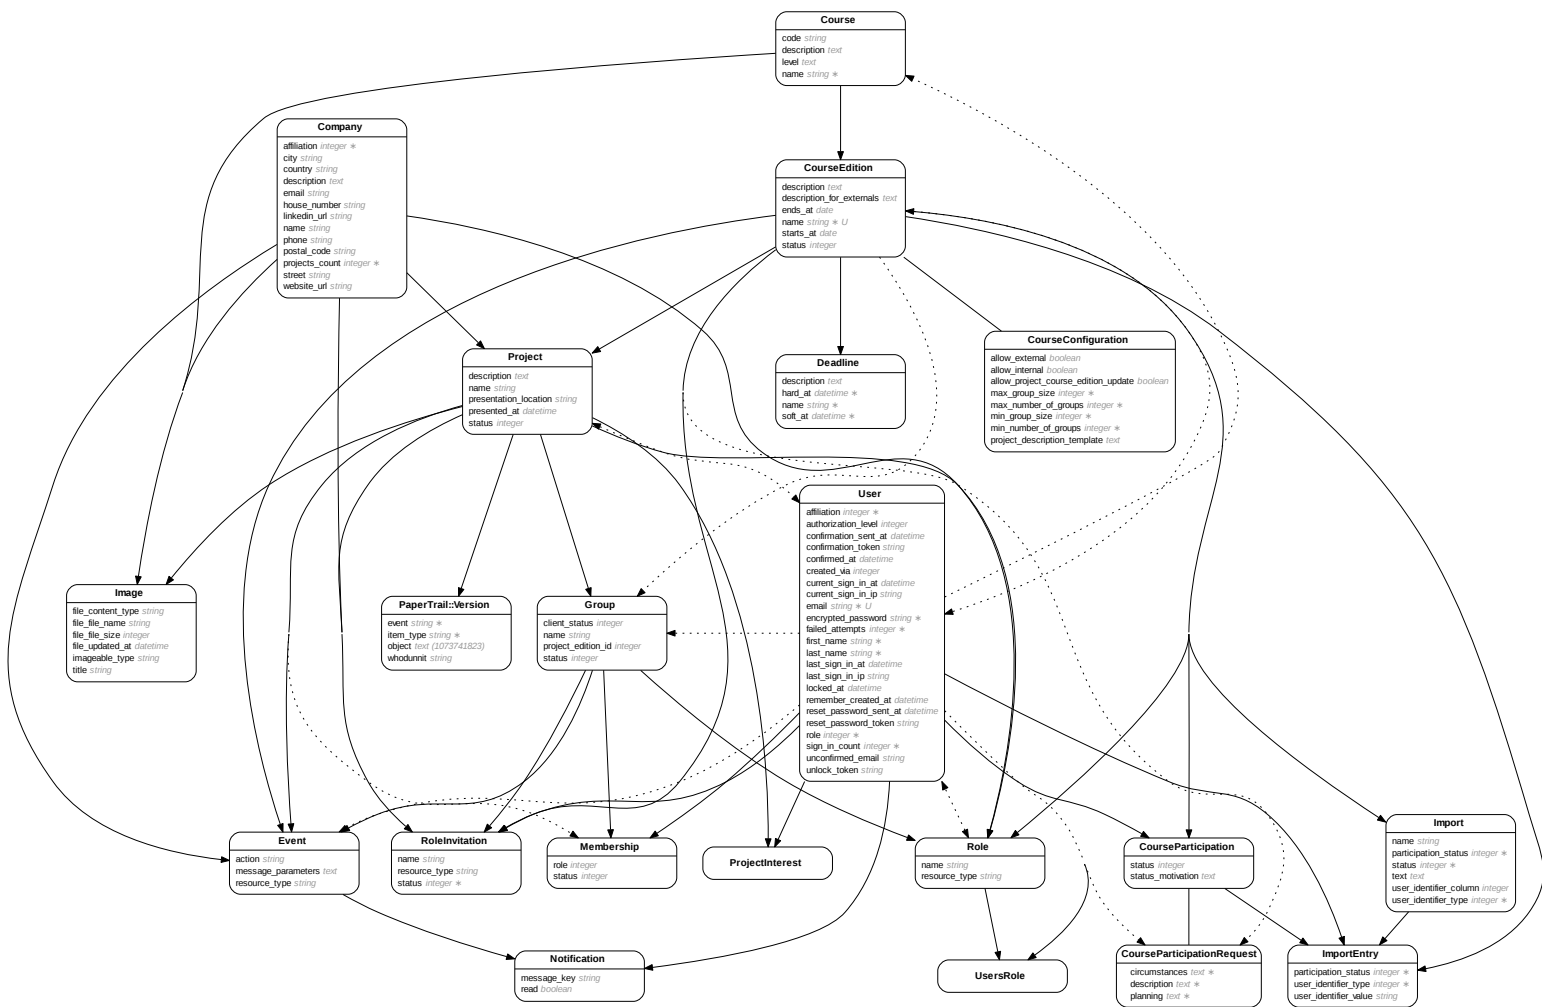 Course
code string
description text
level text
name string ∗
Company
affiliation integer ∗
city string
country string
description text
email string
house_number string
linkedin_url string
name string
phone string
postal_code string
projects_count integer ∗
street string
website_url string
CourseEdition
description text
description_for_externals text
ends_at date
name string ∗ U
starts_at date
status integer
Project
description text
name string
presentation_location string
presented_at datetime
status integer
Deadline
description text
hard_at datetime ∗
name string ∗
soft_at datetime ∗
CourseConfiguration
allow_external boolean
allow_internal boolean
allow_project_course_edition_update boolean
max_group_size integer ∗
max_number_of_groups integer ∗
min_group_size integer ∗
min_number_of_groups integer ∗
project_description_template text
User
affiliation integer ∗
authorization_level integer
confirmation_sent_at datetime
confirmation_token string
confirmed_at datetime
created_via integer
current_sign_in_at datetime
current_sign_in_ip string
email string ∗ U
encrypted_password string ∗
failed_attempts integer ∗
first_name string ∗
last_name string ∗
last_sign_in_at datetime
last_sign_in_ip string
locked_at datetime
remember_created_at datetime
reset_password_sent_at datetime
reset_password_token string
role integer ∗
sign_in_count integer ∗
unconfirmed_email string
unlock_token string
Image
file_content_type string
file_file_name string
file_file_size integer
file_updated_at datetime
imageable_type string
title string
PaperTrail::Version
event string ∗
item_type string ∗
object text (1073741823)
whodunnit string
Group
client_status integer
name string
project_edition_id integer
status integer
Event
action string
message_parameters text
resource_type string
RoleInvitation
name string
resource_type string
status integer ∗
Membership
role integer
status integer
ProjectInterest
Role
name string
resource_type string
CourseParticipation
status integer
status_motivation text
Import
name string
participation_status integer ∗
status integer ∗
text text
user_identifier_column integer
user_identifier_type integer ∗
Notification
message_key string
read boolean
UsersRole
CourseParticipationRequest
circumstances text ∗
description text ∗
planning text ∗
ImportEntry
participation_status integer ∗
user_identifier_type integer ∗
user_identifier_value string